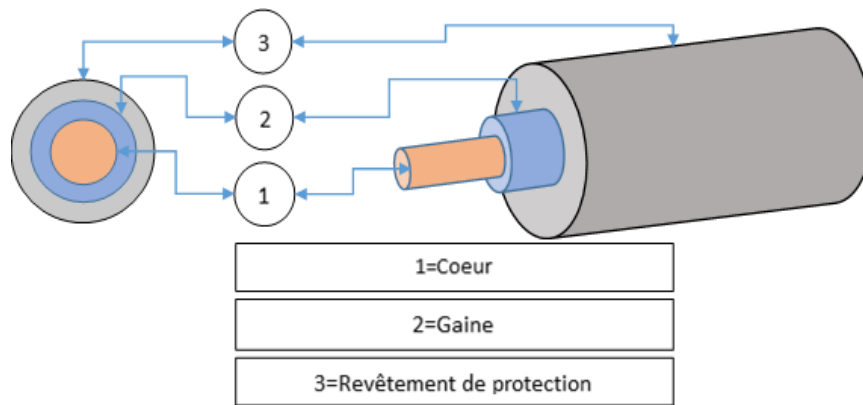 3
2
1
1=Coeur
2=Gaine
3=Revêtement de protection